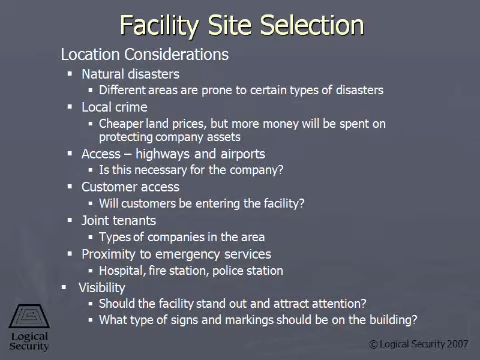 Facility Site Selection
Location Considerations
Natural disasters
Different areas are prone to certain types of disasters
Local crime
Cheaper land prices, but more money will be spent on
protecting company assets
Access – highways and airports
Is this necessary for the company?
Customer access
Will customers be entering the facility?
Joint tenants
Types of companies in the area
Proximity to emergency services
Hospital, fire station, police station
Visibility
Should the facility stand out and attract attention?
What type of signs and markings should be on the building?
Logical
Security
© Logical Security 2007